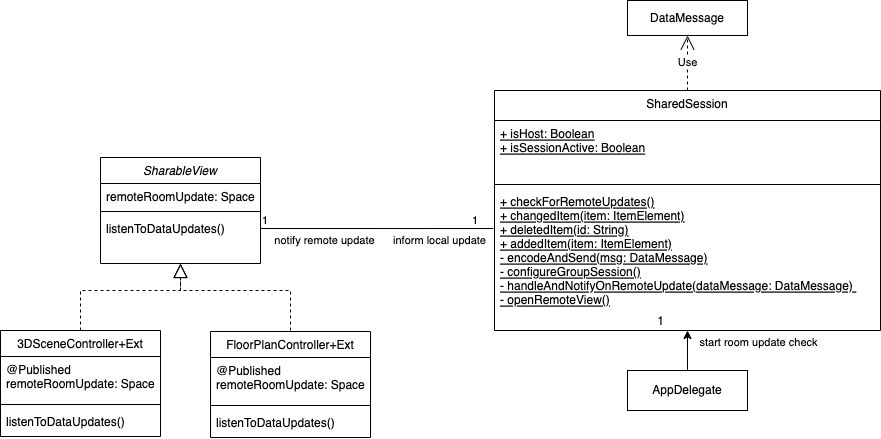 DataMessage
Use
SharedSession
+ isHost: Boolean
+ isSessionActive: Boolean
+ checkForRemoteUpdates()
+ changedItem(item: ItemElement)
+ deletedItem(id: String)
+ addedItem(item: ItemElement)
- encodeAndSend(msg: DataMessage)
- configureGroupSession()
- handleAndNotifyOnRemoteUpdate(dataMessage: DataMessage)
- openRemoteView()
1
start room update check
AppDelegate
SharableView
remoteRoomUpdate: Space
listenToDataUpdates()
1
notify remote update
1
inform local update
3DSceneController+Ext
@Published
remoteRoomUpdate: Space
listenToDataUpdates()
FloorPlanController+Ext
@Published
remoteRoomUpdate: Space
listenToDataUpdates()